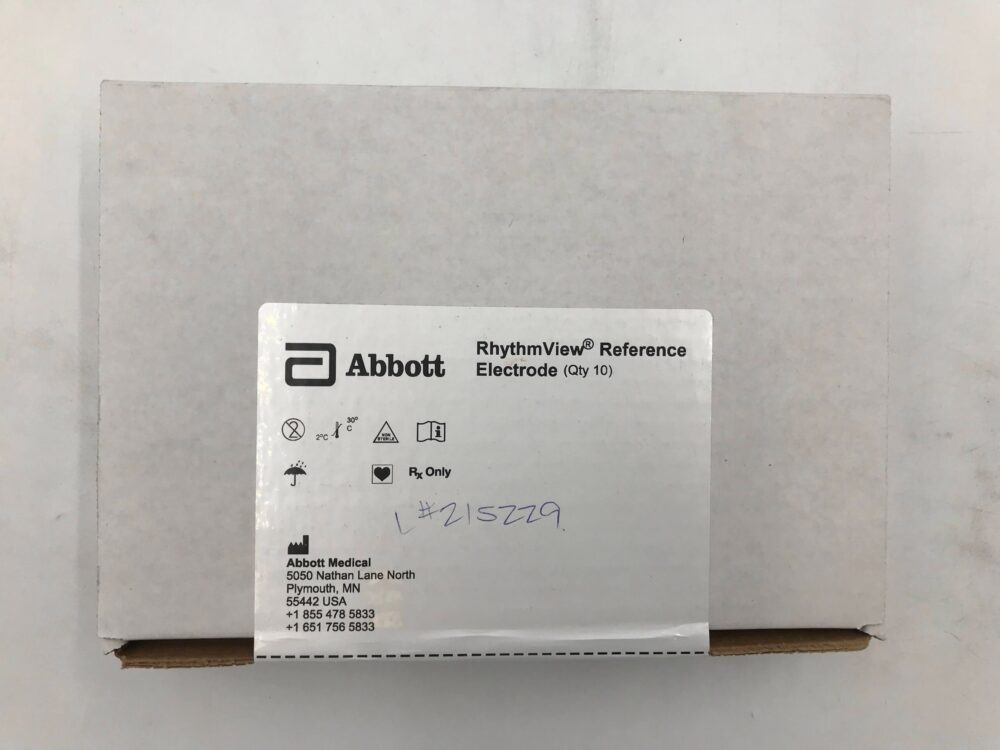 Abbott
RhythmView® Reference
Electrode (Qty 10)
2°C
30°
C
NON
STERILE
Rx Only
L#215229
Abbott Medical
5050 Nathan Lane North
Plymouth, MN
55442 USA
+1 855 478 5833
+1 651 756 5833